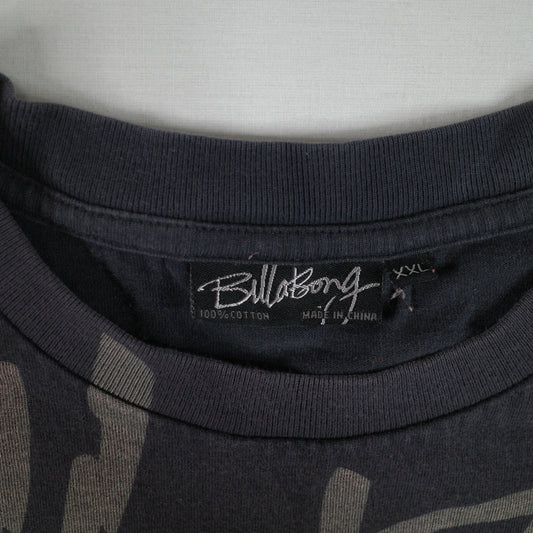 BillaBong
100% COTTON MADE IN CHINA
XXL